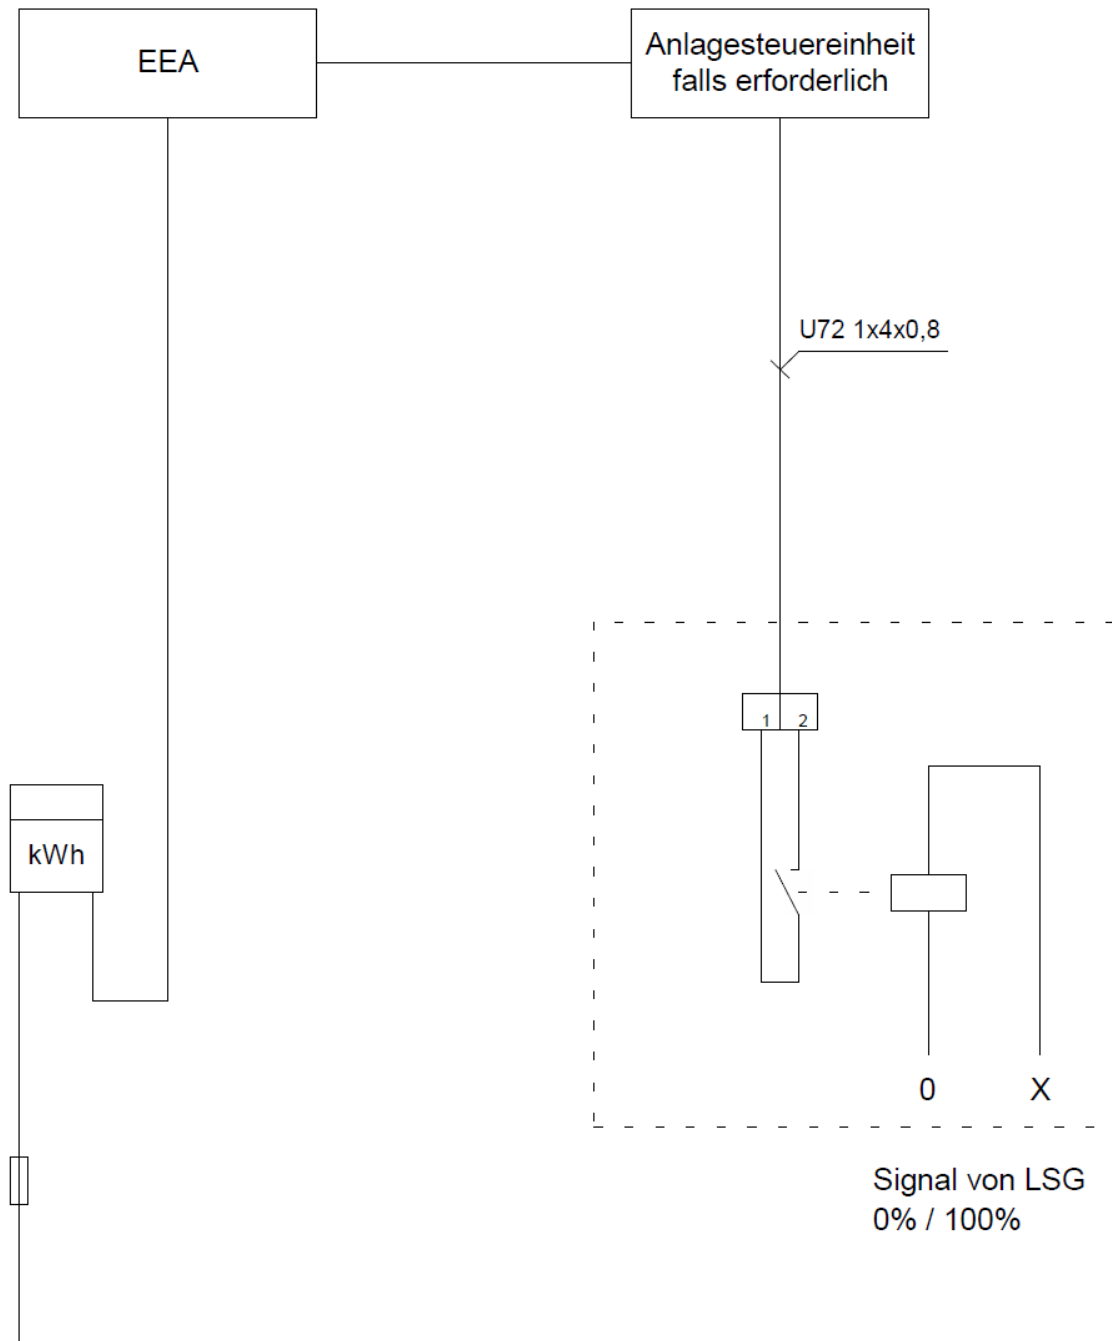 EEA
Anlagesteuereinheit
falls erforderlich
U72 1x4x0,8
1 2
kWh
0 X
Signal von LSG
0% / 100%